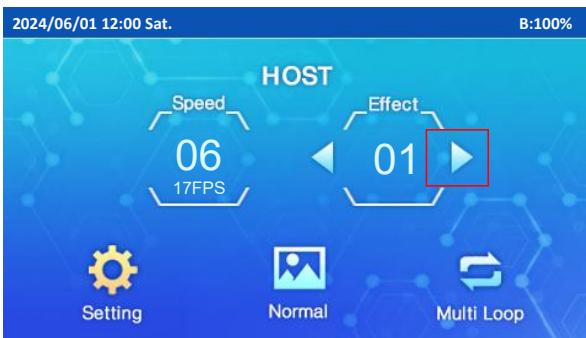 2024/06/01 12:00 Sat. B:100%
HOST
Speed Effect
06 01
17FPS
Setting Normal Multi Loop